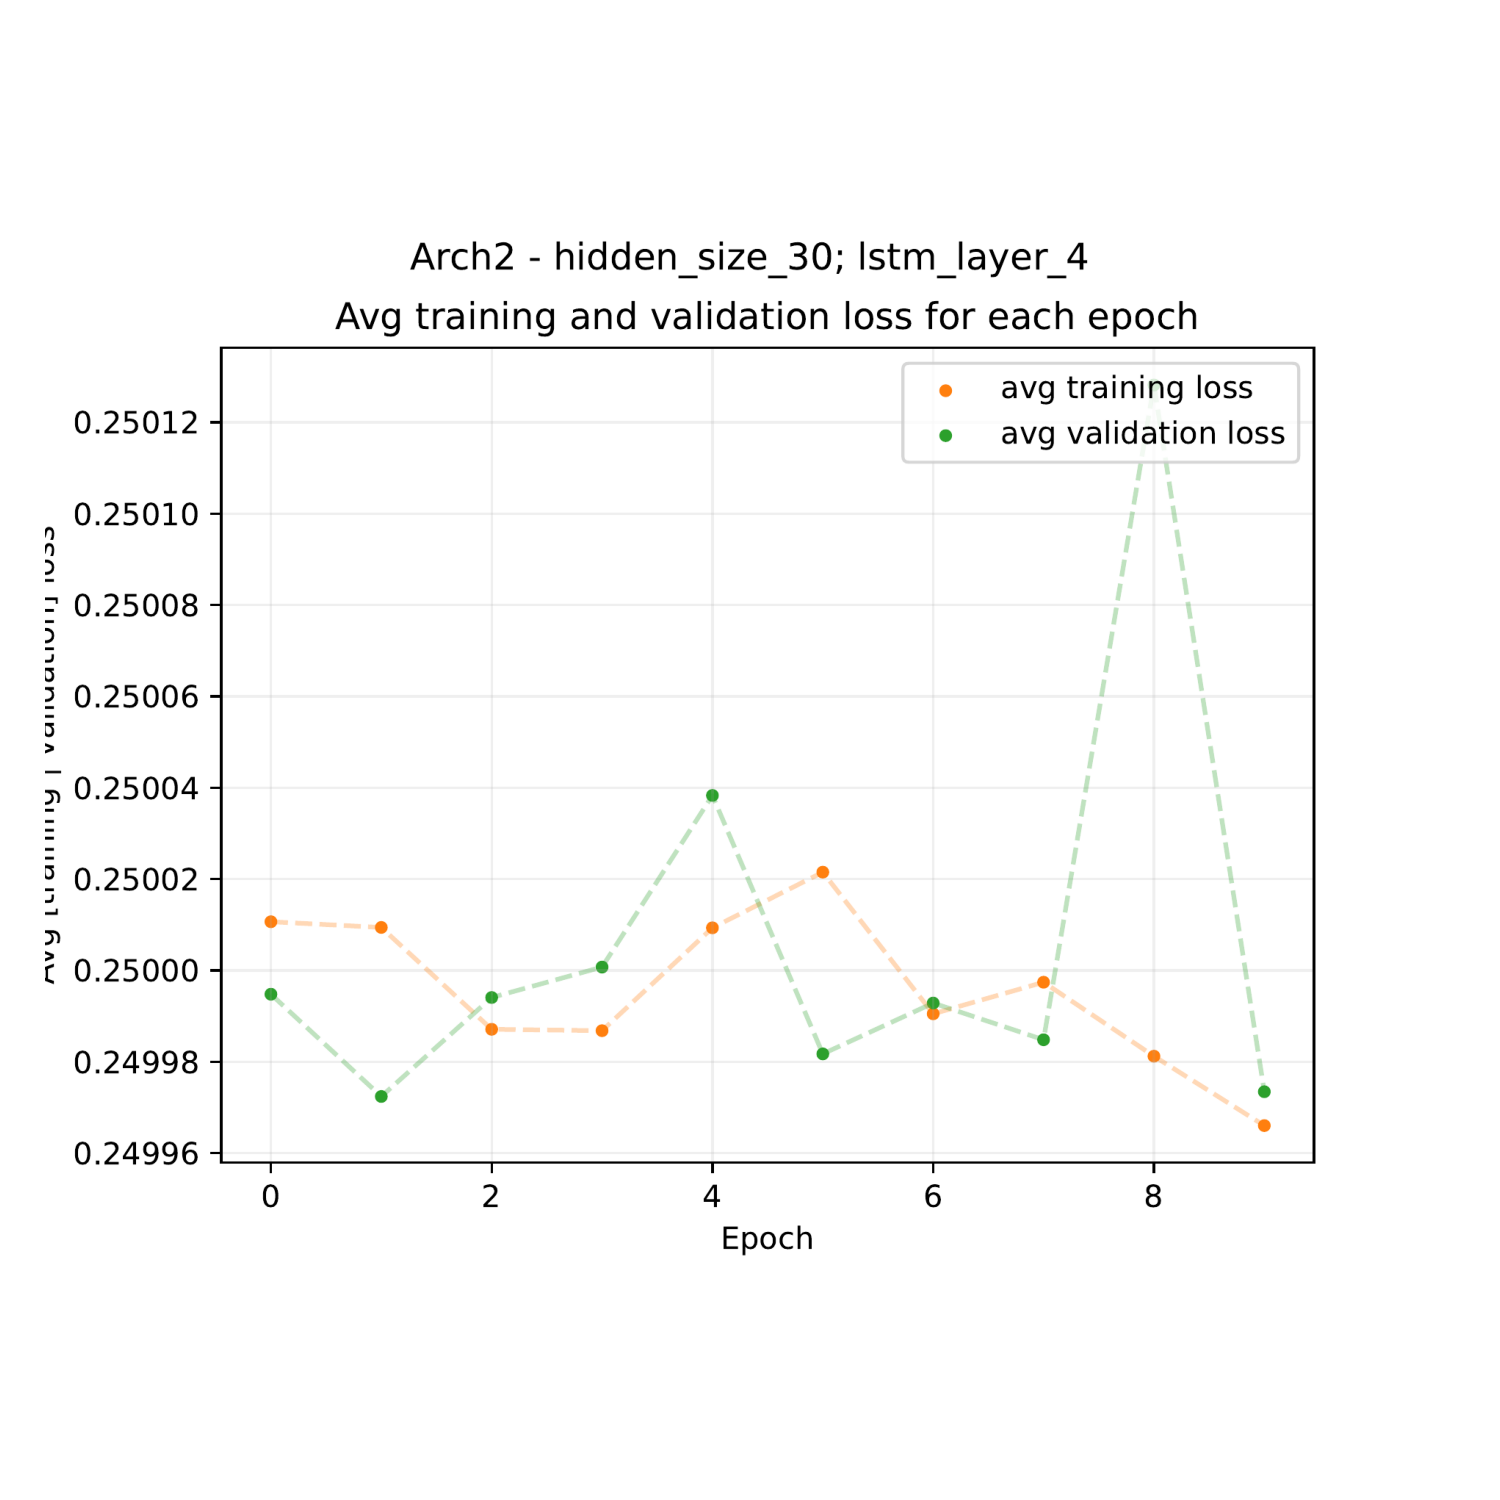 Arch2 - hidden_size_30; lstm_layer_4
Avg training and validation loss for each epoch
avg training loss
avg validation loss
0.25012
0.25010
0.25008
0.25006
0.25004
0.25002
0.25000
0.24998
0.24996
0 2 4 6 8
Epoch